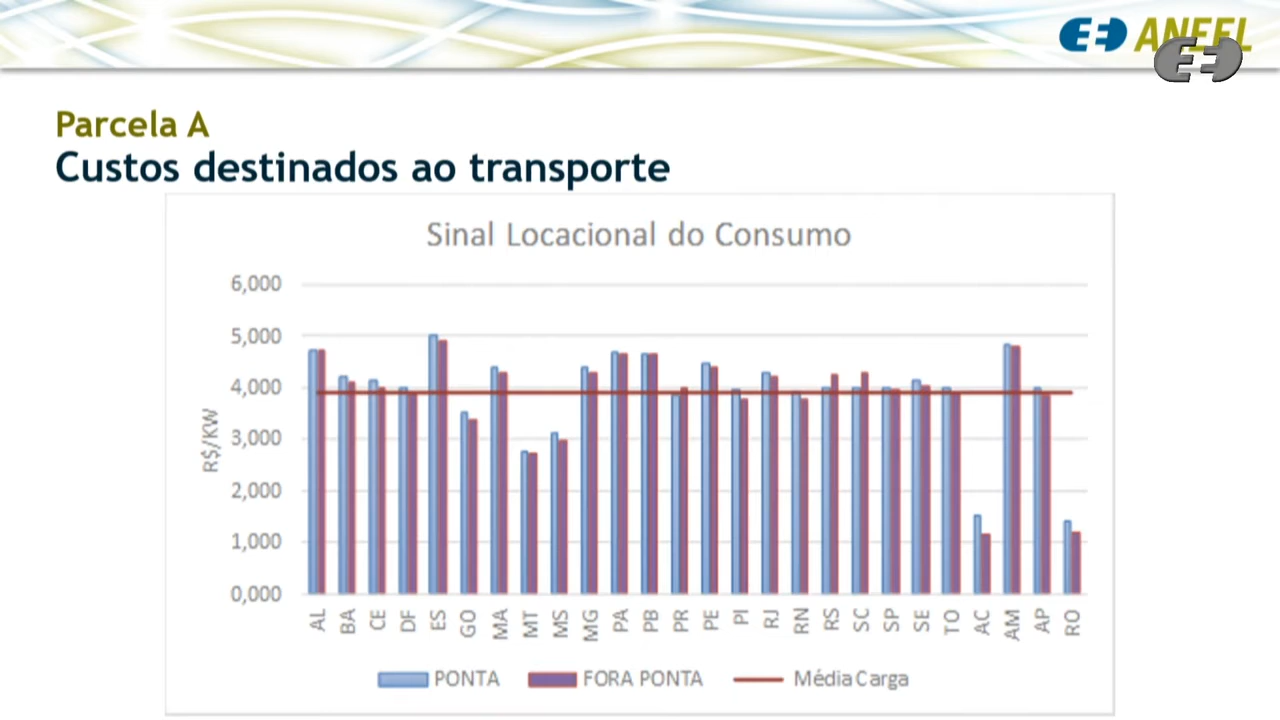 ANEEL
Parcela A
Custos destinados ao transporte
Sinal Locacional do Consumo
6,000
5,000
4,000
3,000
2,000
1,000
0,000
R$/KW
AL BA CE DF ES GO MA MT MS MG PA PB PR PE PI RJ RN RS SC SP SE TO AC AM AP RO
PONTA FORA PONTA Média Carga